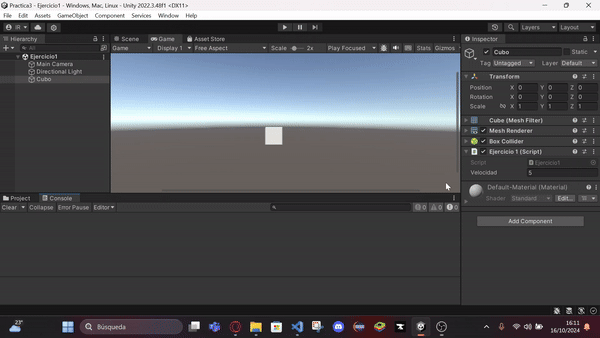 Practica3 - Ejercicio1 - Windows, Mac, Linux - Unity 2022.3.48f1 <DX11>
File Edit Assets GameObject Component Services Window Help
IR
Layers Layout
Hierarchy
All
Ejercicio1
Main Camera
Directional Light
Cubo
Scene Game Asset Store
Game Display 1 Free Aspect Scale 2x Play Focused Stats Gizmos
Inspector
Cubo Static
Tag Untagged Layer Default
Transform
Position X 0 Y 0 Z 0
Rotation X 0 Y 0 Z 0
Scale X 1 Y 1 Z 1
Cube (Mesh Filter)
Mesh Renderer
Box Collider
Ejercicio 1 (Script)
Script Ejercicio1
Velocidad 5
Default-Material (Material)
Shader Standard Edit...
Add Component
Project Console
Clear Collapse Error Pause Editor
0 0 0
23°
Búsqueda
16:11
16/10/2024